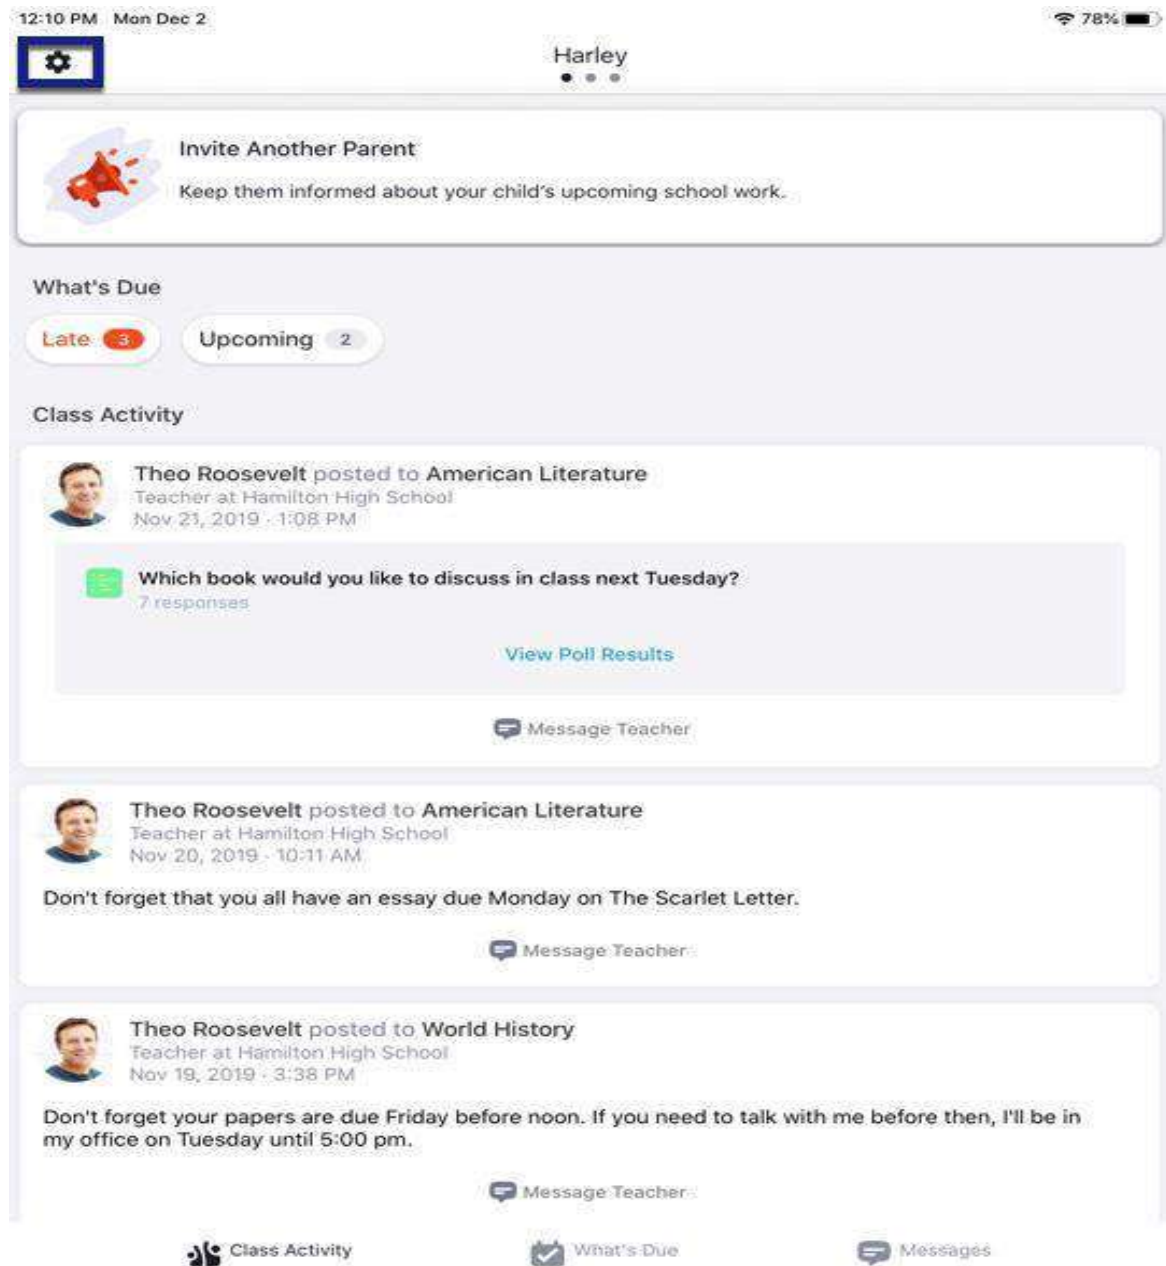 12:10 PM Mon Dec 2 78%
Harley
Invite Another Parent
Keep them informed about your child's upcoming school work.
What's Due
Late 3 Upcoming 2
Class Activity
Theo Roosevelt posted to American Literature
Teacher at Hamilton High School
Nov 21, 2019 · 1:08 PM
Which book would you like to discuss in class next Tuesday?
7 responses
View Poll Results
Message Teacher
Theo Roosevelt posted to American Literature
Teacher at Hamilton High School
Nov 20, 2019 · 10:11 AM
Don't forget that you all have an essay due Monday on The Scarlet Letter.
Message Teacher
Theo Roosevelt posted to World History
Teacher at Hamilton High School
Nov 19, 2019 · 3:38 PM
Don't forget your papers are due Friday before noon. If you need to talk with me before then, I'll be in
my office on Tuesday until 5:00 pm.
Message Teacher
Class Activity What's Due Messages